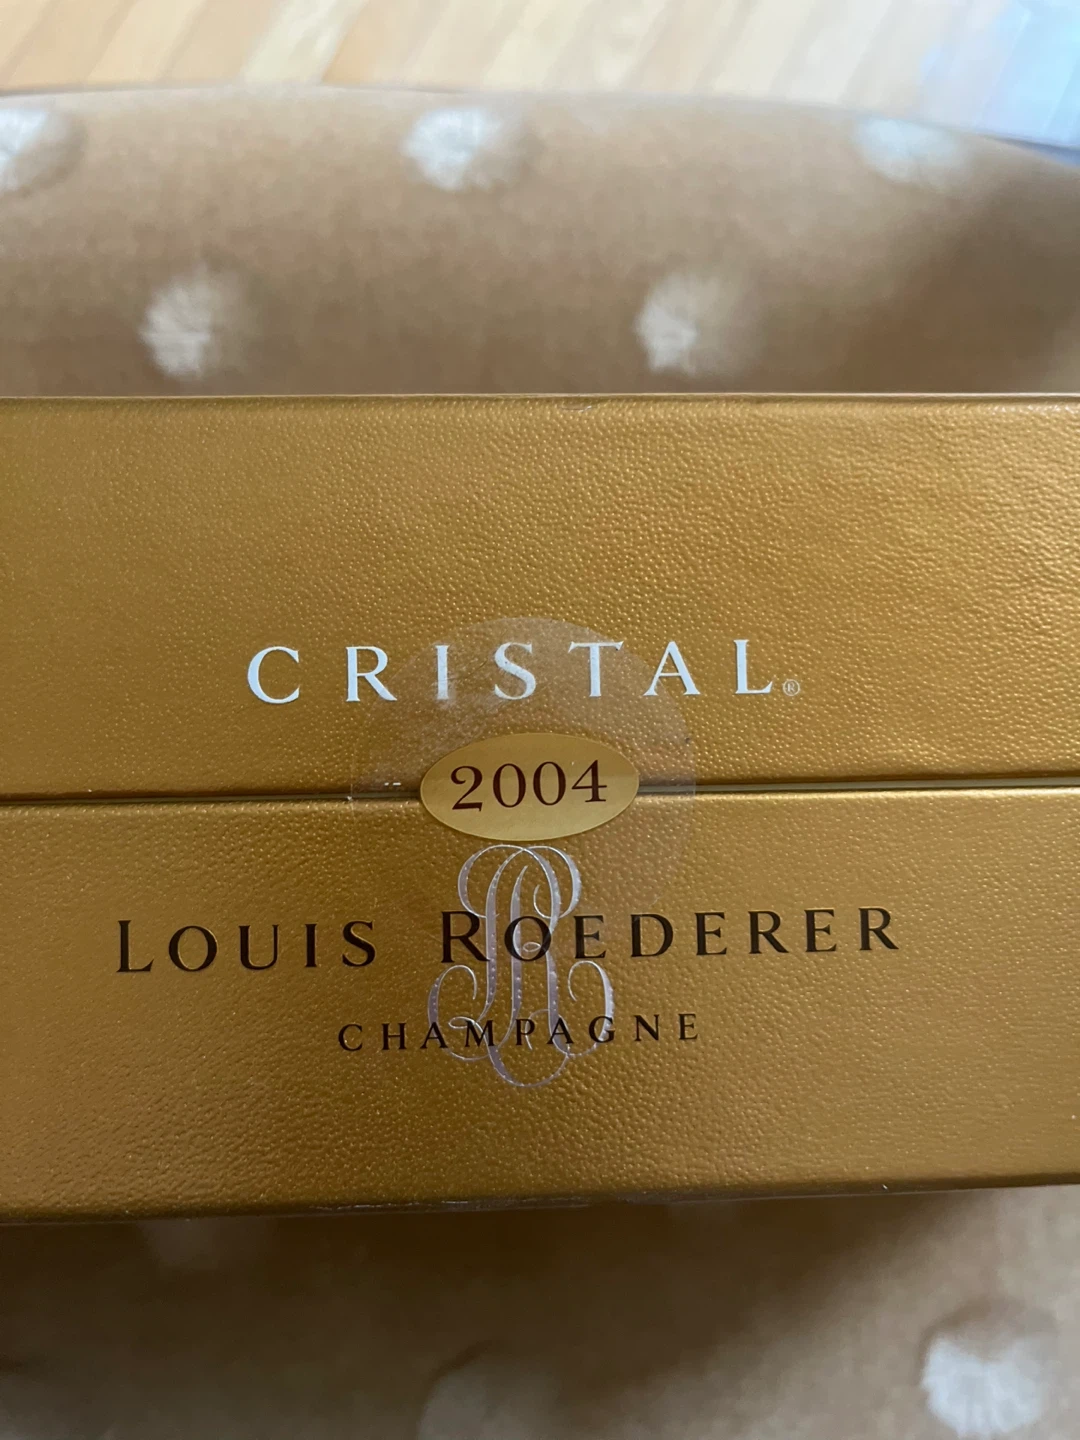 CRISTAL®
2004
LOUIS ROEDERER
CHAMPAGNE